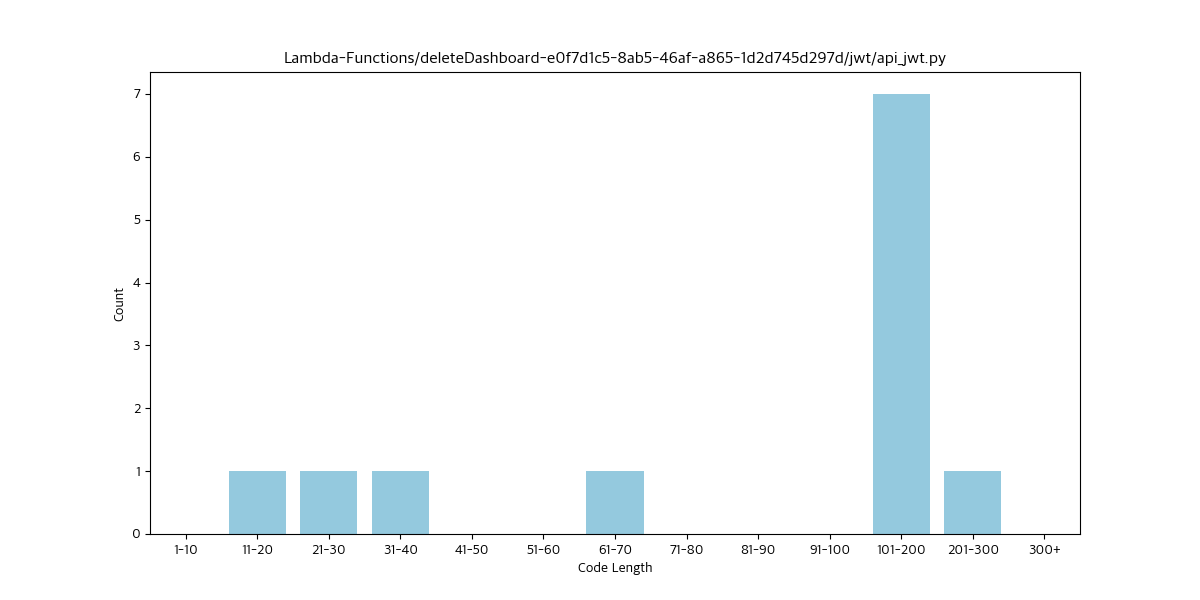 Lambda-Functions/deleteDashboard-e0f7d1c5-8ab5-46af-a865-1d2d745d297d/jwt/api_jwt.py
7
6
5
4
3
2
1
0
Count
1-10 11-20 21-30 31-40 41-50 51-60 61-70 71-80 81-90 91-100 101-200 201-300 300+
Code Length